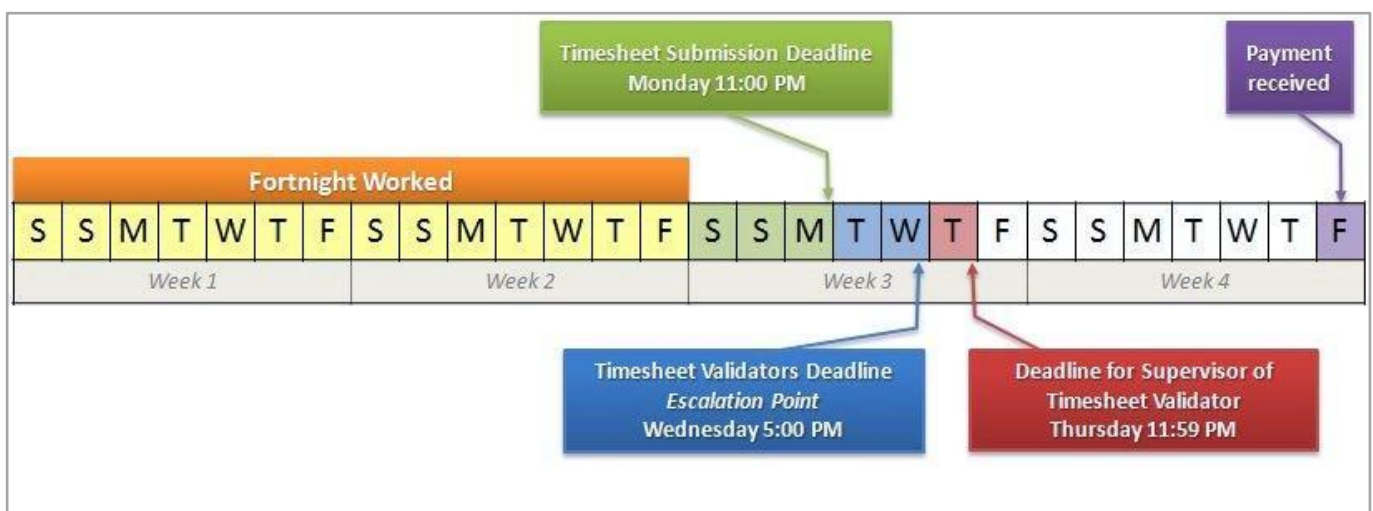 Timesheet Submission Deadline
Monday 11:00 PM
Payment
received
Fortnight Worked
S S M T W T F S S M T W T F S S M T W T F S S M T W T F
Week 1 Week 2 Week 3 Week 4
Timesheet Validators Deadline
Escalation Point
Wednesday 5:00 PM
Deadline for Supervisor of
Timesheet Validator
Thursday 11:59 PM